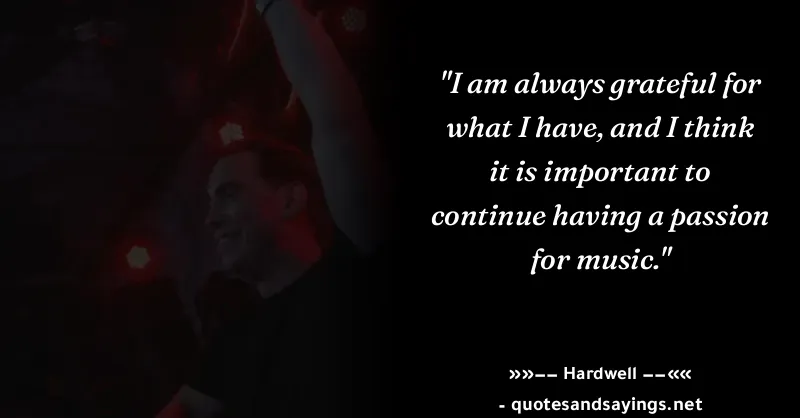 "I am always grateful for
what I have, and I think
it is important to
continue having a passion
for music."
»»—— Hardwell ——««
- quotesandsayings.net